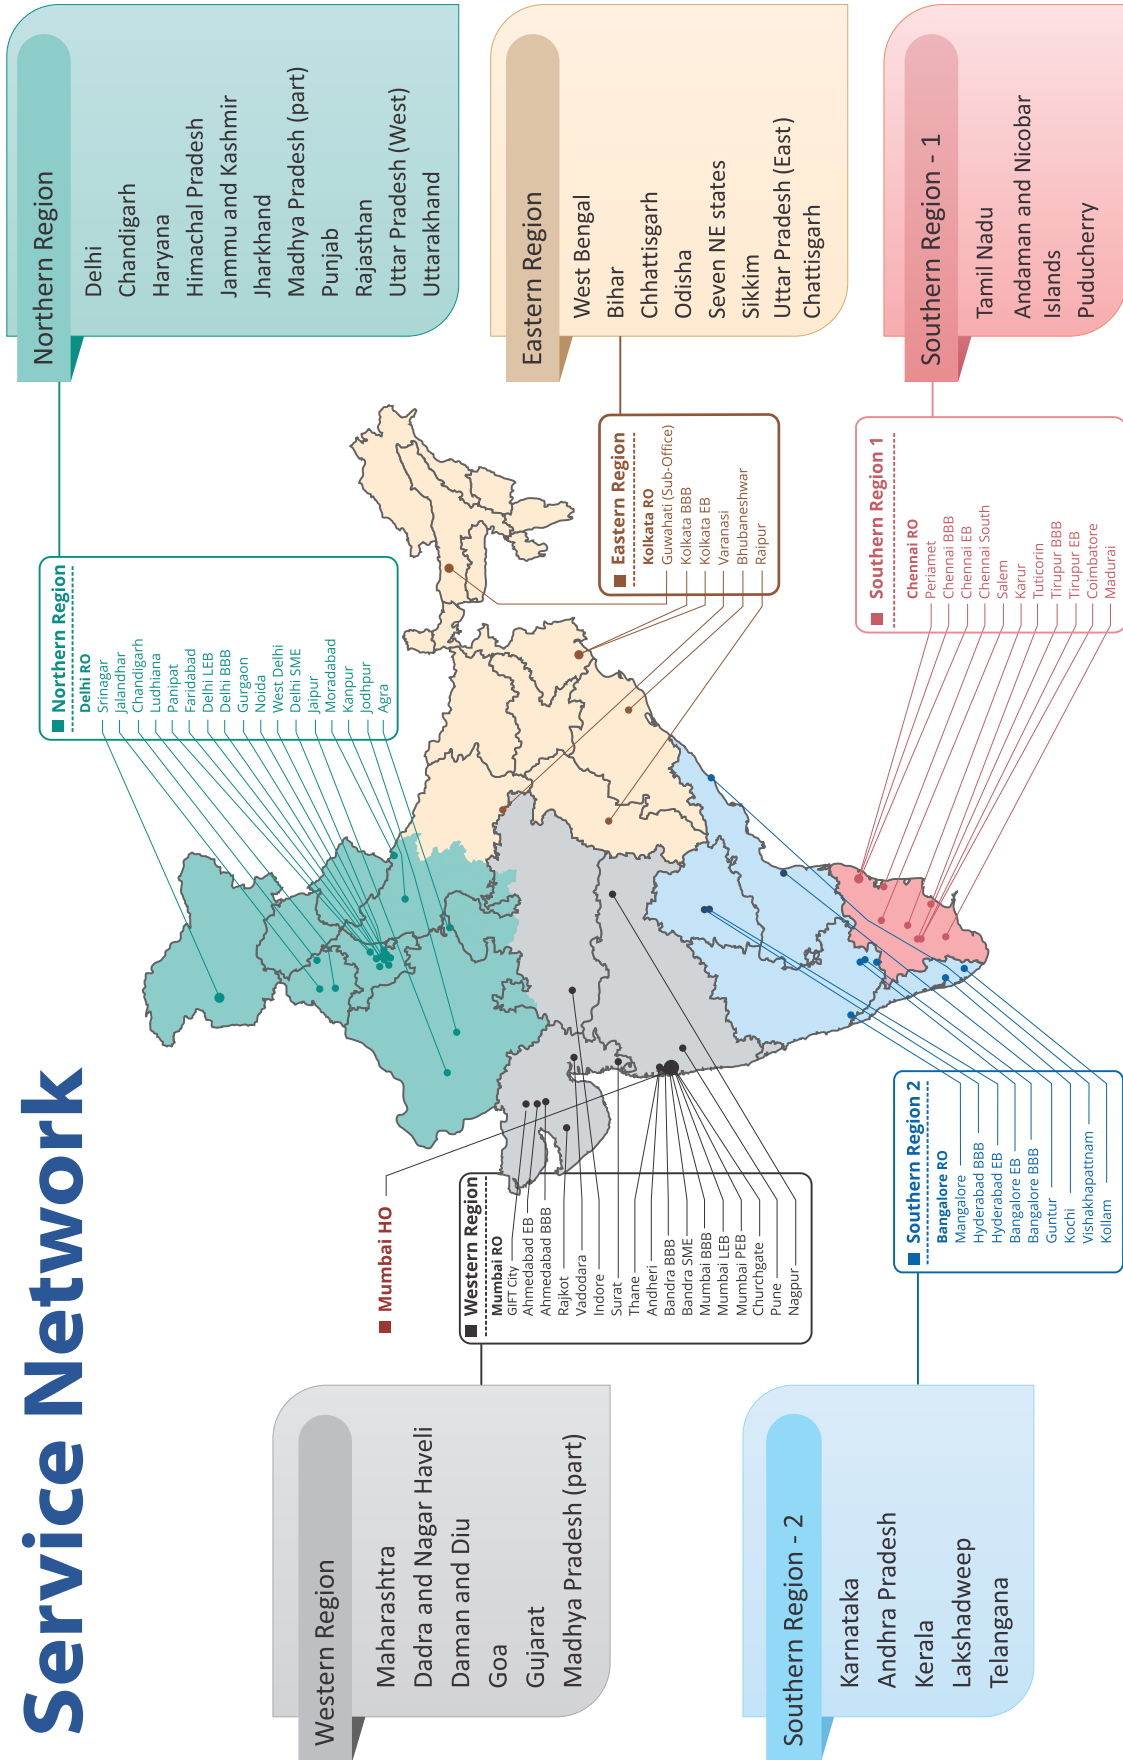 Service Network
Northern Region
Delhi
Chandigarh
Haryana
Himachal Pradesh
Jammu and Kashmir
Jharkhand
Madhya Pradesh (part)
Punjab
Rajasthan
Uttar Pradesh (West)
Uttarakhand
Northern Region
Delhi RO
Srinagar
Jalandhar
Chandigarh
Ludhiana
Panipat
Faridabad
Delhi LEB
Delhi BBB
Gurgaon
Noida
West Delhi
Delhi SME
Jaipur
Moradabad
Kanpur
Jodhpur
Agra
Mumbai HO
Western Region
Maharashtra
Dadra and Nagar Haveli
Daman and Diu
Goa
Gujarat
Madhya Pradesh (part)
Western Region
Mumbai RO
GIFT City
Ahmedabad EB
Ahmedabad BBB
Rajkot
Vadodara
Indore
Surat
Thane
Andheri
Bandra BBB
Bandra SME
Mumbai BBB
Mumbai LEB
Mumbai PEB
Churchgate
Pune
Nagpur
Eastern Region
West Bengal
Bihar
Chhattisgarh
Odisha
Seven NE states
Sikkim
Uttar Pradesh (East)
Chattisgarh
Eastern Region
Kolkata RO
Guwahati (Sub-Office)
Kolkata BBB
Kolkata EB
Varanasi
Bhubaneshwar
Raipur
Southern Region - 2
Karnataka
Andhra Pradesh
Kerala
Lakshadweep
Telangana
Southern Region 2
Bangalore RO
Mangalore
Hyderabad BBB
Hyderabad EB
Bangalore EB
Bangalore BBB
Guntur
Kochi
Vishakhapattnam
Kollam
Southern Region 1
Chennai RO
Periamet
Chennai BBB
Chennai EB
Chennai South
Salem
Karur
Tuticorin
Tirupur BBB
Tirupur EB
Coimbatore
Madurai
Southern Region - 1
Tamil Nadu
Andaman and Nicobar
Islands
Puducherry